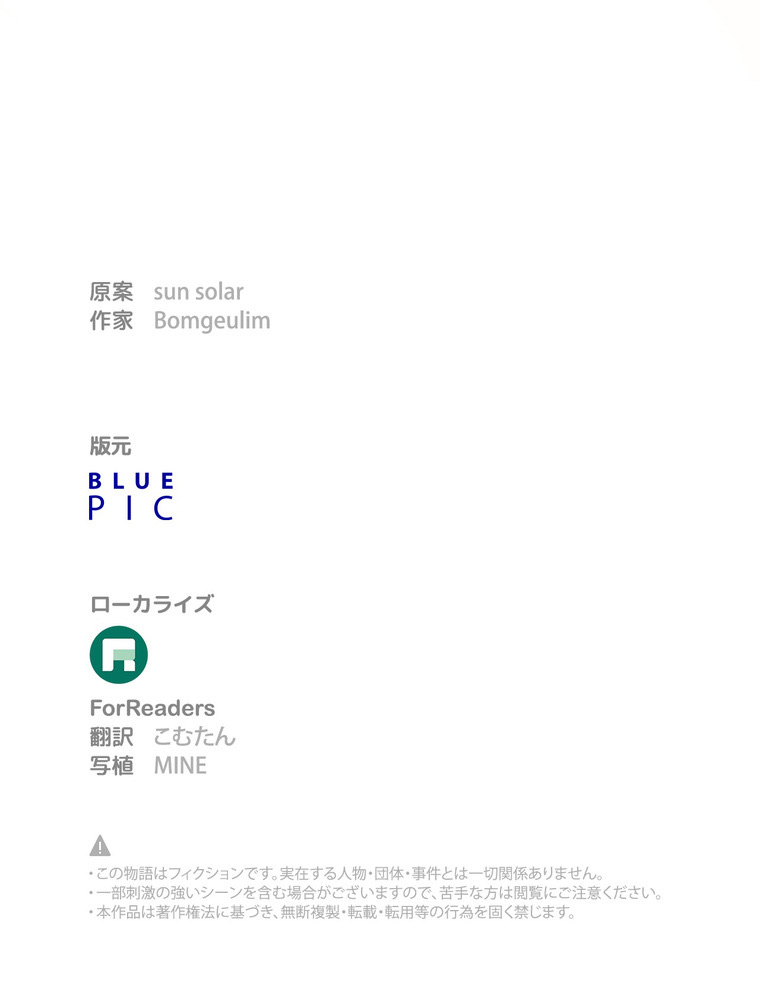 原案 sun solar
作家 Bomgeulim
版元
BLUE
PIC
ローカライズ
ForReaders
翻訳 こむたん
写植 MINE
・この物語はフィクションです。実在する人物・団体・事件とは一切関係ありません。
・一部刺激の強いシーンを含む場合がございますので、苦手な方は閲覧にご注意ください。
・本作品は著作権法に基づき、無断複製・転載・転用等の行為を固く禁じます。